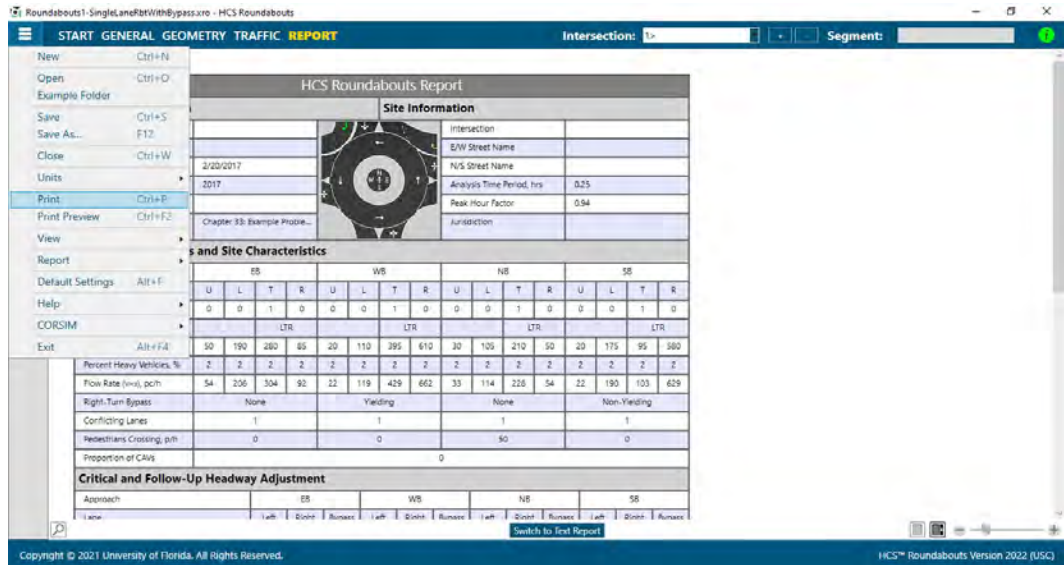 Roundabouts1-SingleLaneRbtWithBypass.xro - HCS Roundabouts
START GENERAL GEOMETRY TRAFFIC REPORT Intersection: 1> Segment:
New Ctrl+N
Open Ctrl+O
Example Folder
Save Ctrl+S
Save As... F12
Close Ctrl+W
Units
Print Ctrl+P
Print Preview Ctrl+F2
View
Report
Default Settings Alt+F
Help
CORSIM
Exit Alt+F4
HCS Roundabouts Report
Site Information
Intersection
E/W Street Name
2/20/2017 N/S Street Name
2017 Analysis Time Period, hrs 0.25
Peak Hour Factor 0.94
Chapter 33: Example Proble... Jurisdiction
s and Site Characteristics
EB WB NB SB
U L T R U L T R U L T R U L T R
0 0 1 0 0 0 1 0 0 0 1 0 0 0 1 0
LTR LTR LTR LTR
50 190 280 85 20 110 395 610 30 105 210 50 20 175 95 580
Percent Heavy Vehicles, % 2 2 2 2 2 2 2 2 2 2 2 2 2 2 2 2
Flow Rate (vPCE), pc/h 54 206 304 92 22 119 429 662 33 114 228 54 22 190 103 629
Right-Turn Bypass None Yielding None Non-Yielding
Conflicting Lanes 1 1 1 1
Pedestrians Crossing, p/h 0 0 50 0
Proportion of CAVs 0
Critical and Follow-Up Headway Adjustment
Approach EB WB NB SB
Lane Left Right Bypass Left Right Bypass Left Right Bypass Left Right Bypass
Switch to Text Report
Copyright © 2021 University of Florida. All Rights Reserved. HCS™ Roundabouts Version 2022 (USC)